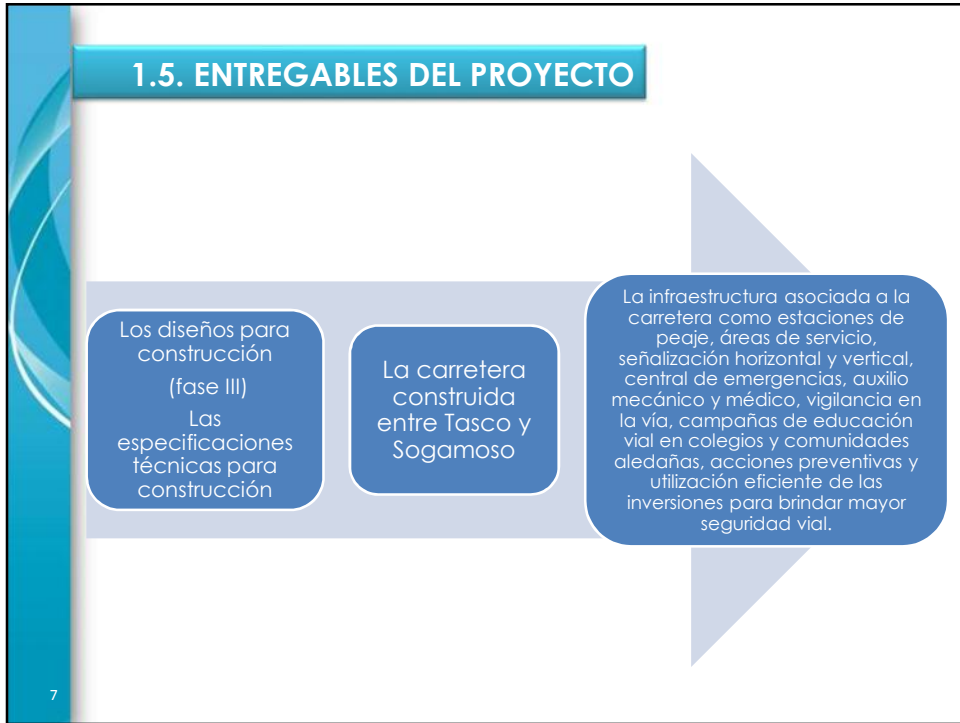 1.5. ENTREGABLES DEL PROYECTO
Los diseños para
construcción
(fase III)
Las
especificaciones
técnicas para
construcción
La carretera
construida
entre Tasco y
Sogamoso
La infraestructura asociada a la
carretera como estaciones de
peaje, áreas de servicio,
señalización horizontal y vertical,
central de emergencias, auxilio
mecánico y médico, vigilancia en
la vía, campañas de educación
vial en colegios y comunidades
aledañas, acciones preventivas y
utilización eficiente de las
inversiones para brindar mayor
seguridad vial.
7